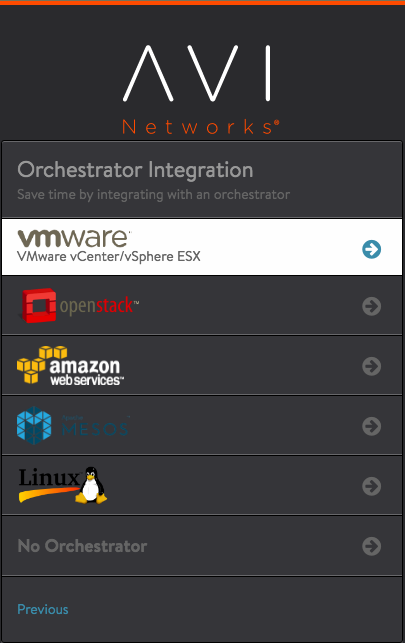 AVI
Networks®
Orchestrator Integration
Save time by integrating with an orchestrator
vmware®
VMware vCenter/vSphere ESX
openstack™
amazon
web services™
MESOS
Linux
No Orchestrator
Previous